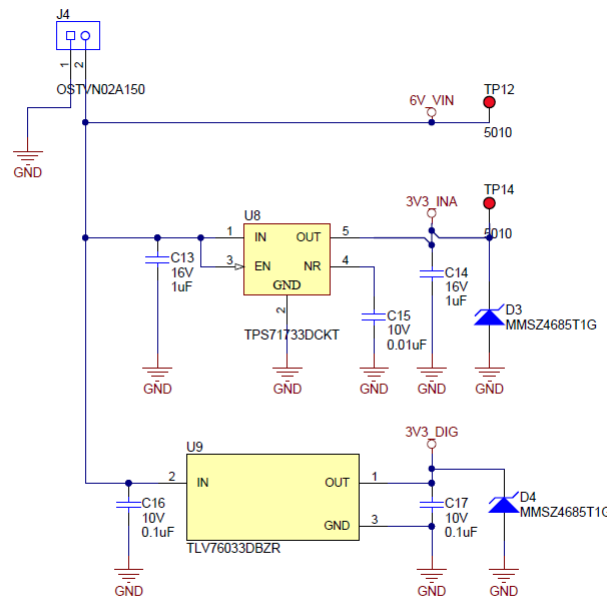 J4
1
2
OSTVN02A150
GND
6V_VIN
TP12
5010
3V3_INA
TP14
5010
U8
1
IN
OUT
5
3
EN
NR
4
GND
2
TPS71733DCKT
C13
16V
1uF
C14
16V
1uF
C15
10V
0.01uF
D3
MMSZ4685T1G
GND
GND
GND
GND
GND
3V3_DIG
U9
2
IN
OUT
1
GND
3
TLV76033DBZR
C16
10V
0.1uF
C17
10V
0.1uF
D4
MMSZ4685T1G
GND
GND
GND